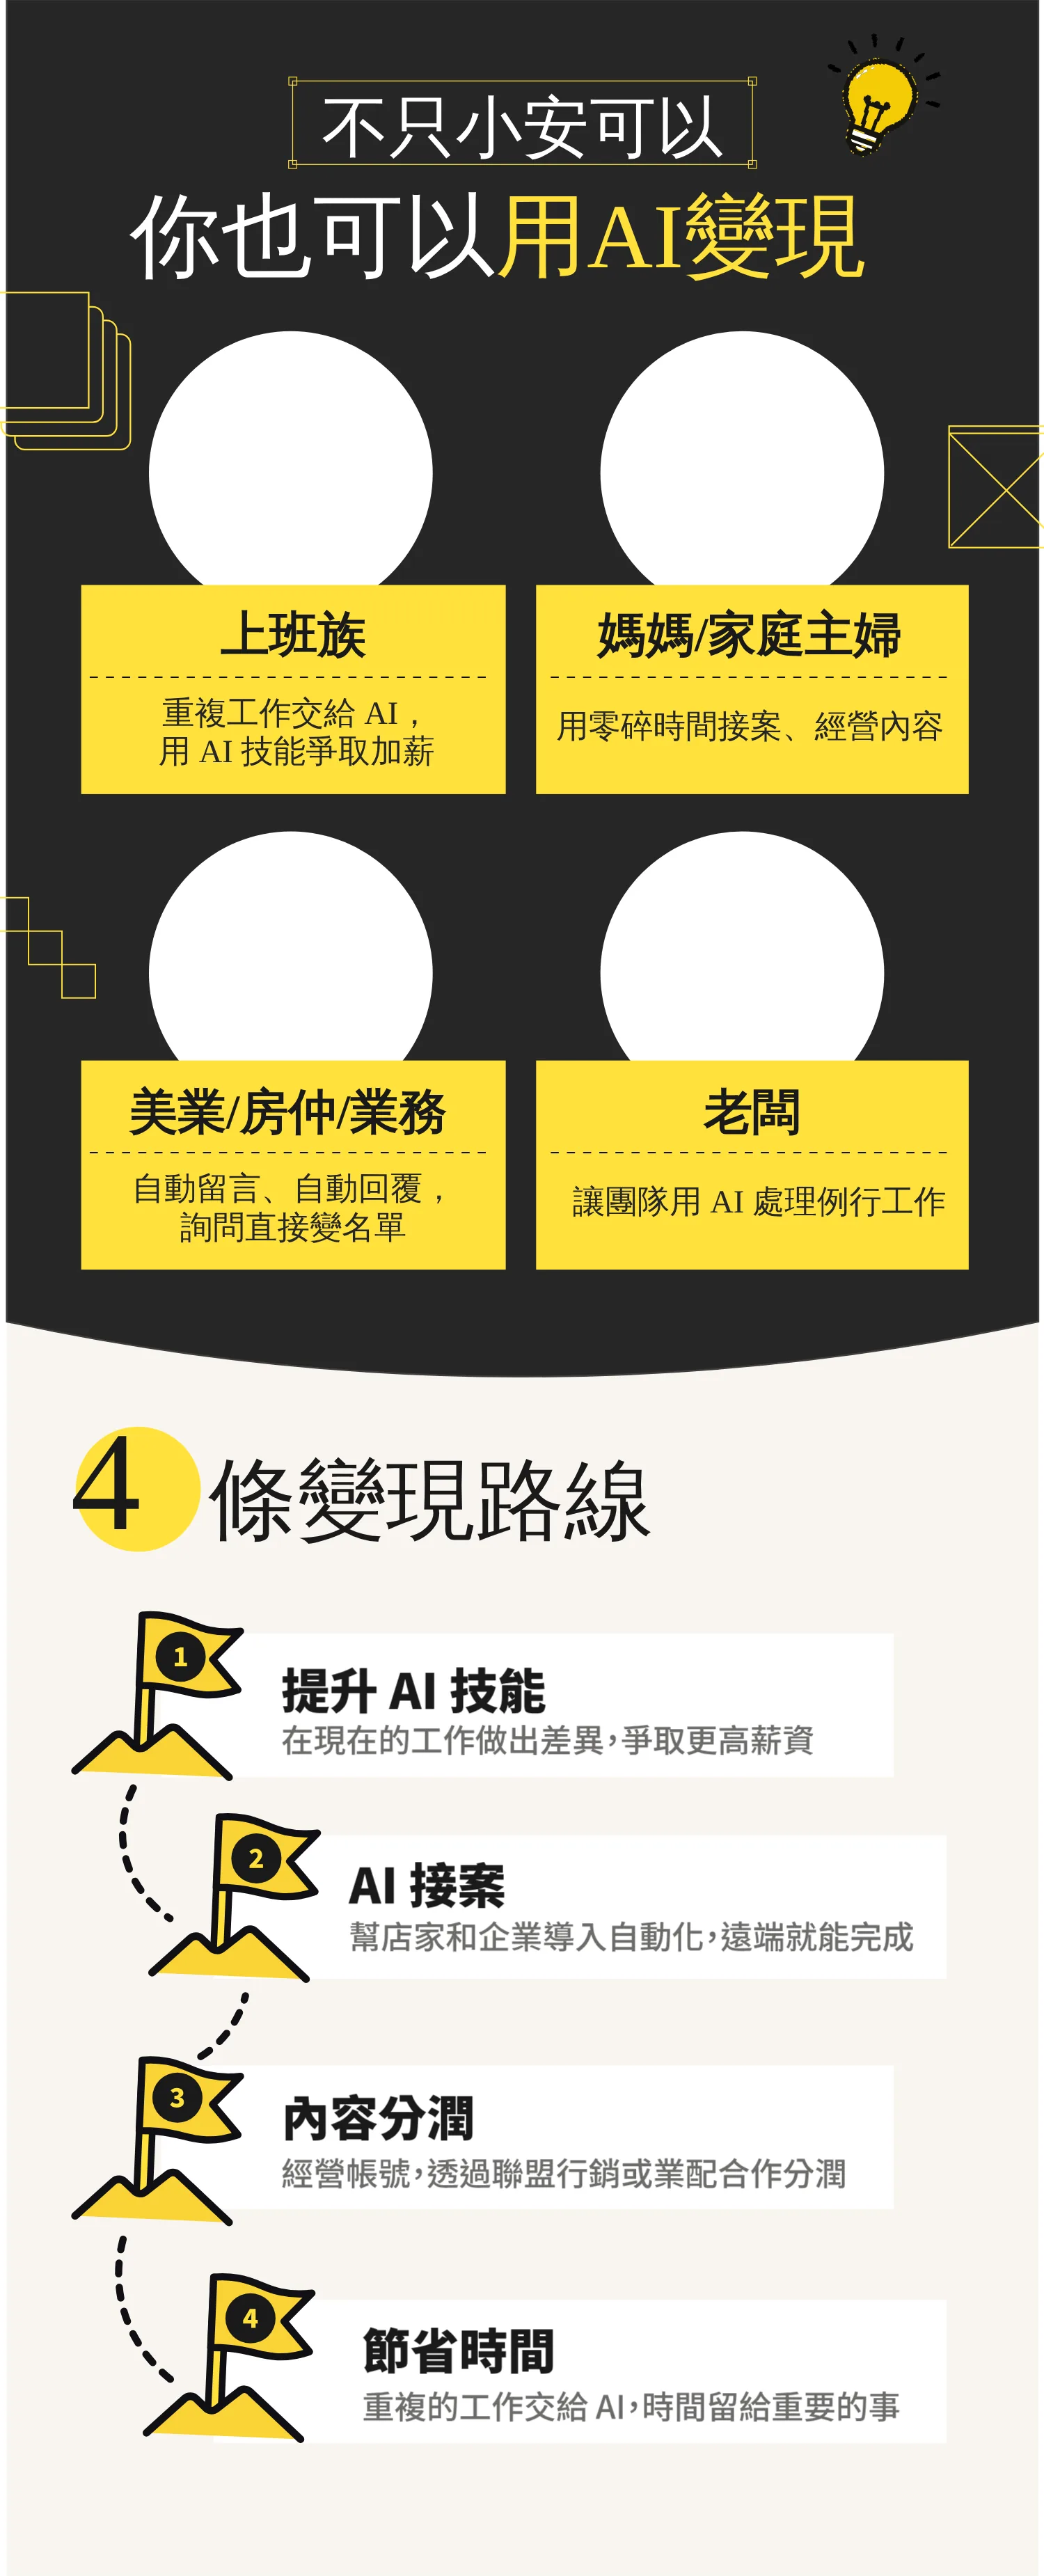 不只小安可以
你也可以用AI變現
上班族
重複工作交給 AI，
用 AI 技能爭取加薪
媽媽/家庭主婦
用零碎時間接案、經營內容
美業/房仲/業務
自動留言、自動回覆，
詢問直接變名單
老闆
讓團隊用 AI 處理例行工作
4 條變現路線
1
提升 AI 技能
在現在的工作做出差異，爭取更高薪資
2
AI 接案
幫店家和企業導入自動化，遠端就能完成
3
內容分潤
經營帳號，透過聯盟行銷或業配合作分潤
4
節省時間
重複的工作交給 AI，時間留給重要的事